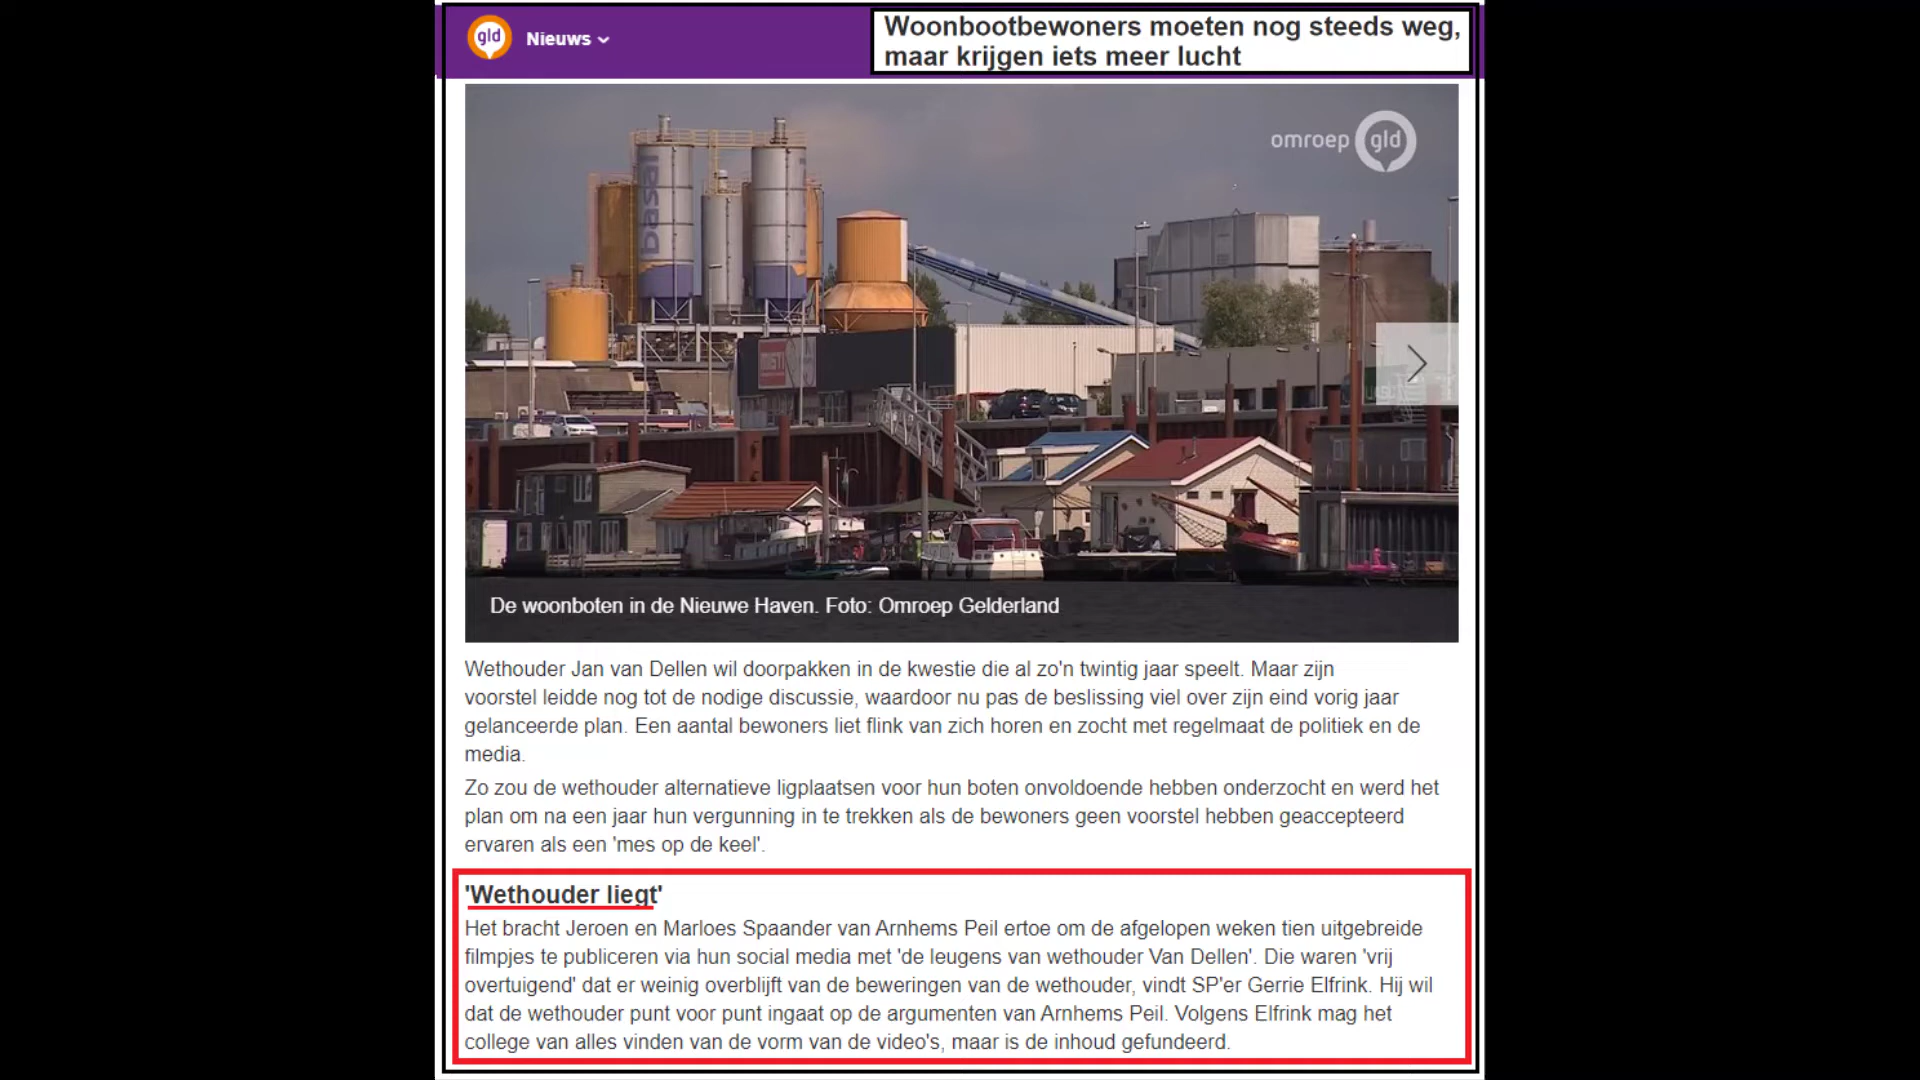 gld
Nieuws
Woonbootbewoners moeten nog steeds weg,
maar krijgen iets meer lucht
omroep gld
basal
De woonboten in de Nieuwe Haven. Foto: Omroep Gelderland
Wethouder Jan van Dellen wil doorpakken in de kwestie die al zo'n twintig jaar speelt. Maar zijn
voorstel leidde nog tot de nodige discussie, waardoor nu pas de beslissing viel over zijn eind vorig jaar
gelanceerde plan. Een aantal bewoners liet flink van zich horen en zocht met regelmaat de politiek en de
media.
Zo zou de wethouder alternatieve ligplaatsen voor hun boten onvoldoende hebben onderzocht en werd het
plan om na een jaar hun vergunning in te trekken als de bewoners geen voorstel hebben geaccepteerd
ervaren als een 'mes op de keel'.
'Wethouder liegt'
Het bracht Jeroen en Marloes Spaander van Arnhems Peil ertoe om de afgelopen weken tien uitgebreide
filmpjes te publiceren via hun social media met 'de leugens van wethouder Van Dellen'. Die waren 'vrij
overtuigend' dat er weinig overblijft van de beweringen van de wethouder, vindt SP'er Gerrie Elfrink. Hij wil
dat de wethouder punt voor punt ingaat op de argumenten van Arnhems Peil. Volgens Elfrink mag het
college van alles vinden van de vorm van de video's, maar is de inhoud gefundeerd.